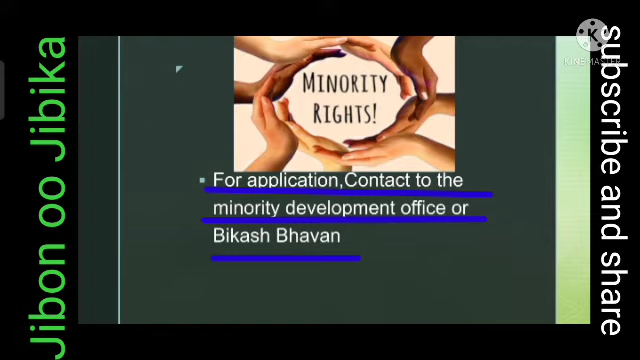 Jibon oo Jibika
MINORITY
RIGHTS!
For application,Contact to the
minority development office or
Bikash Bhavan
subscribe and share
KINEMASTER